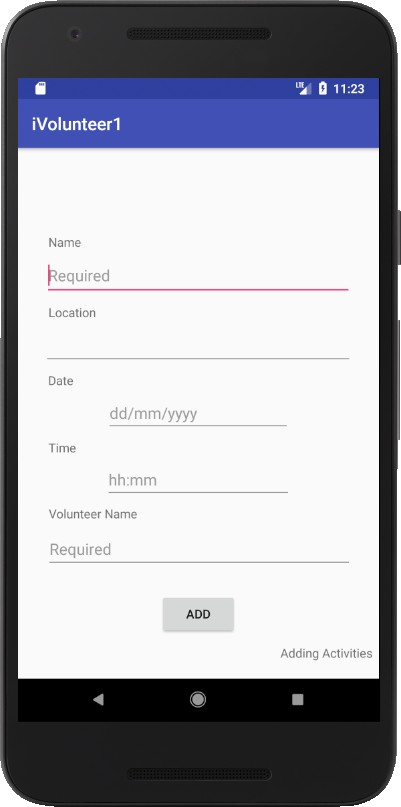 LTE 11:23
iVolunteer1
Name
Required
Location
Date
dd/mm/yyyy
Time
hh:mm
Volunteer Name
Required
ADD
Adding Activities